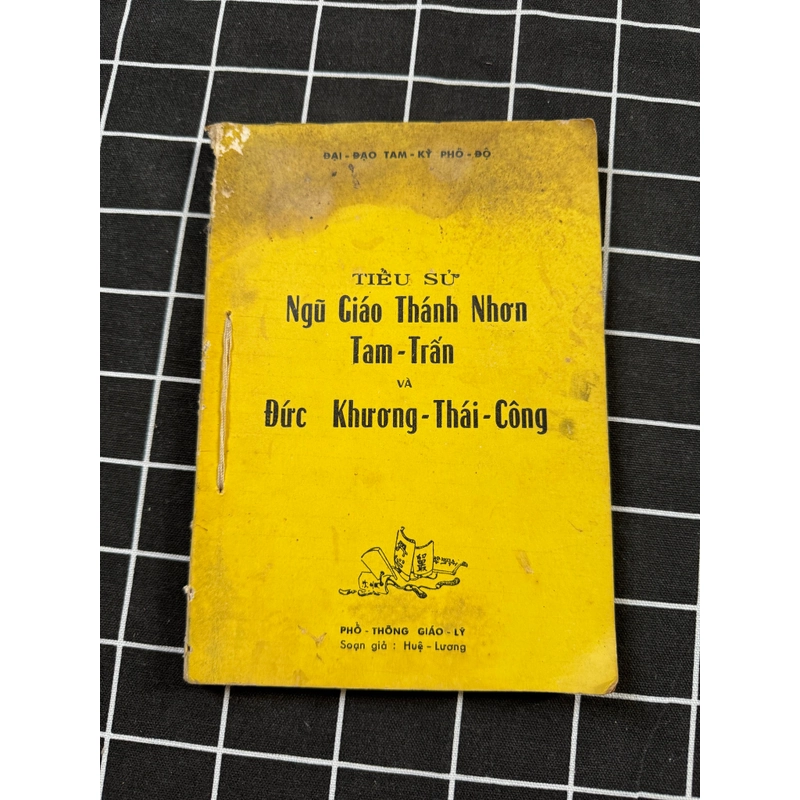 ĐẠI - ĐẠO TAM - KỲ PHỔ - ĐỘ
TIỂU SỬ
Ngũ Giáo Thánh Nhơn
Tam - Trấn
VÀ
Đức Khương - Thái - Công
PHỔ - THÔNG GIÁO - LÝ
Soạn giả : Huệ - Lương